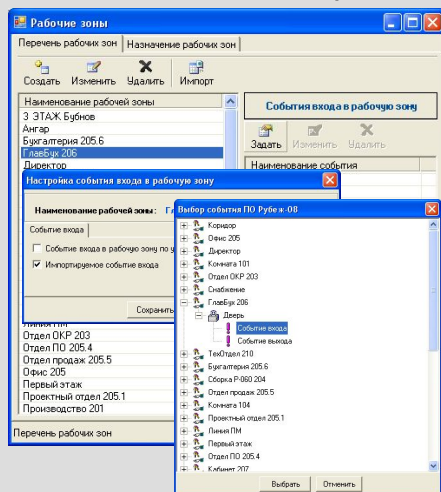 Рабочие зоны
Перечень рабочих зон
Назначение рабочих зон
Создать
Изменить
Удалить
Импорт
Наименование рабочей зоны
3 ЭТАЖ Бубнов
Ангар
Бухгалтерия 205.6
ГлавБух 206
Директор
События входа в рабочую зону
Задать
Изменить
Удалить
Наименование события
Настройка события входа в рабочую зону
Наименование рабочей зоны:
Событие входа
Событие входа в рабочую зону по
Импортируемое событие входа
Сохранить
Выбор события ПО Рубеж-08
Коридор
Офис 205
Директор
Комната 101
Отдел ОКР 203
Снабжение
ГлавБух 206
Дверь
Событие входа
Событие выхода
ТехОтдел 210
Бухгалтерия 205.6
Сборка Р-060 204
Отдел продаж 205.5
Комната 104
Проектный отдел 205.1
Линия ПМ
Первый этаж
Отдел ПО 205.4
Кабинет 207
Выбрать
Отменить
Линия ПМ
Отдел ОКР 203
Отдел ПО 205.4
Отдел продаж 205.5
Офис 205
Первый этаж
Проектный отдел 205.1
Производство 201
Перечень рабочих зон